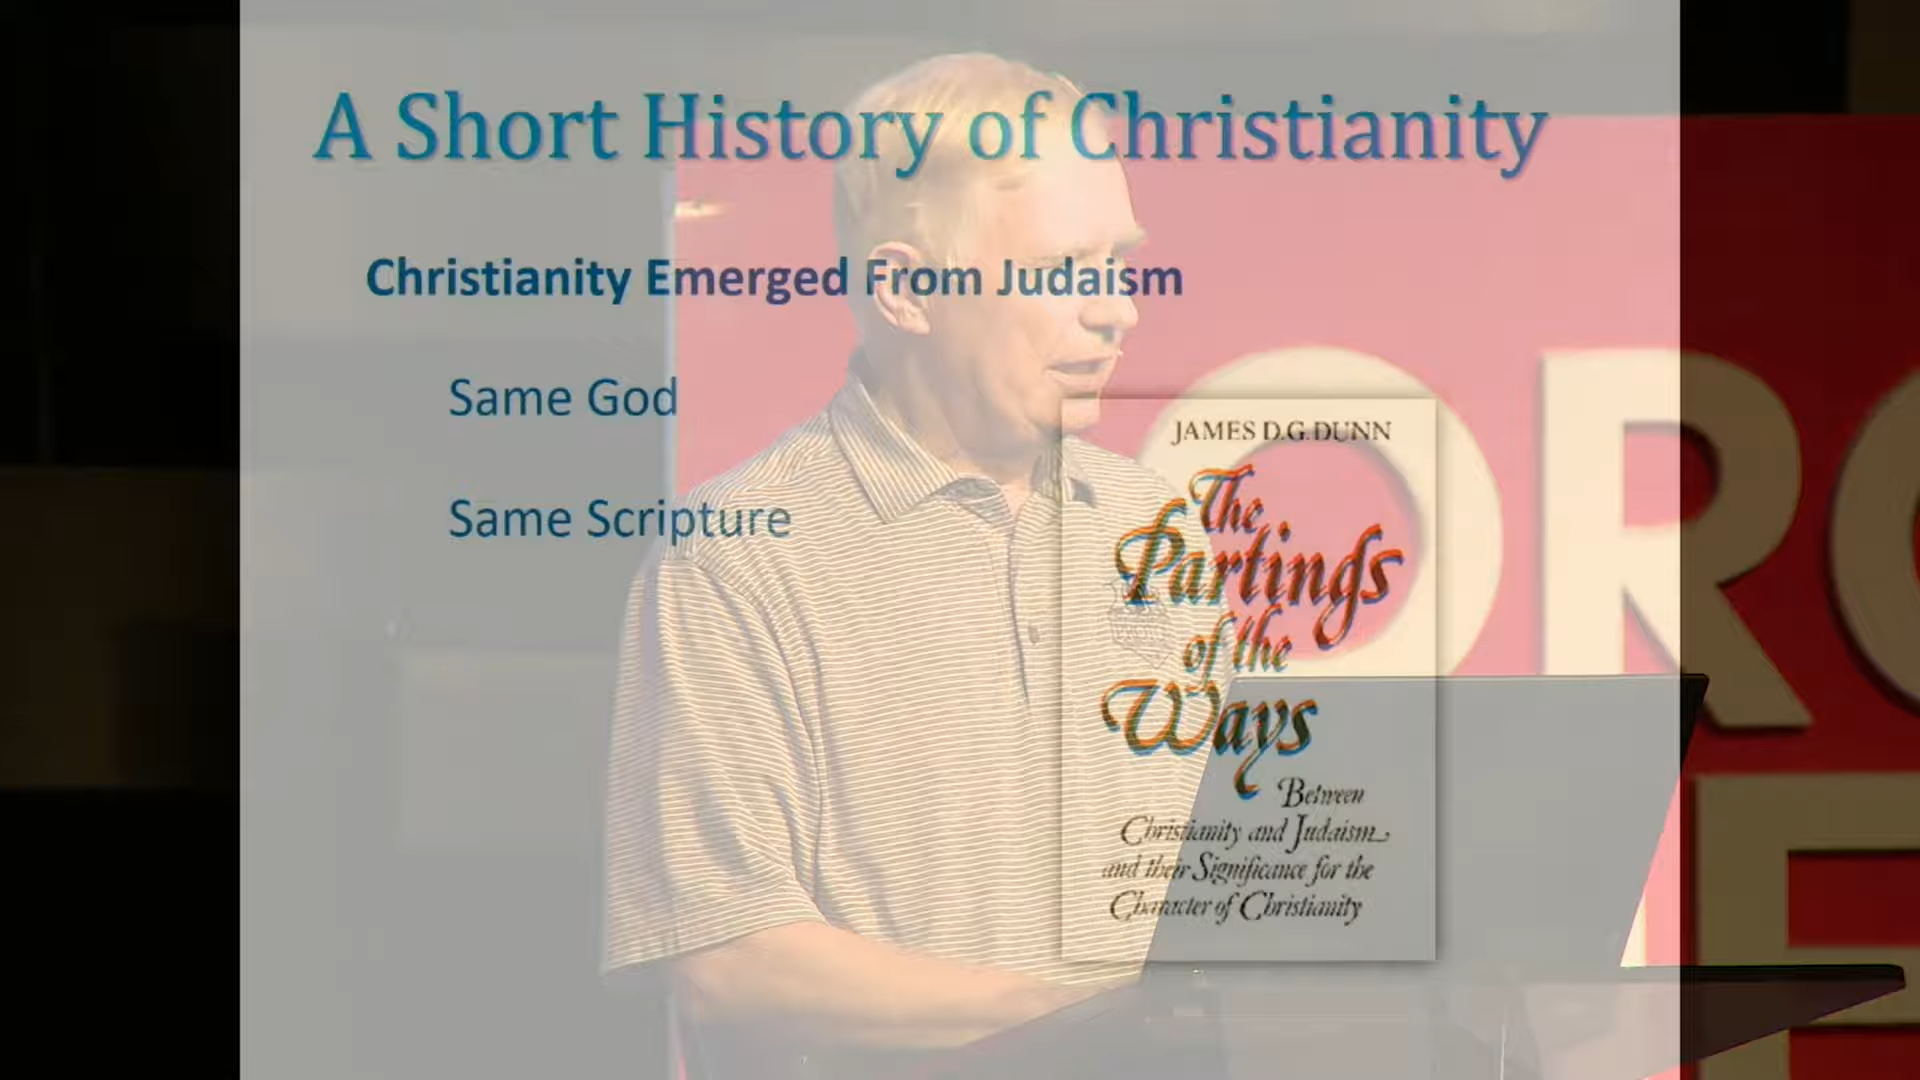 A Short History of Christianity
Christianity Emerged From Judaism
Same God
Same Scripture
JAMES D.G. DUNN
The
Partings
of the
Ways
Between
Christianity and Judaism
and their Significance for the
Character of Christianity
ORG
E